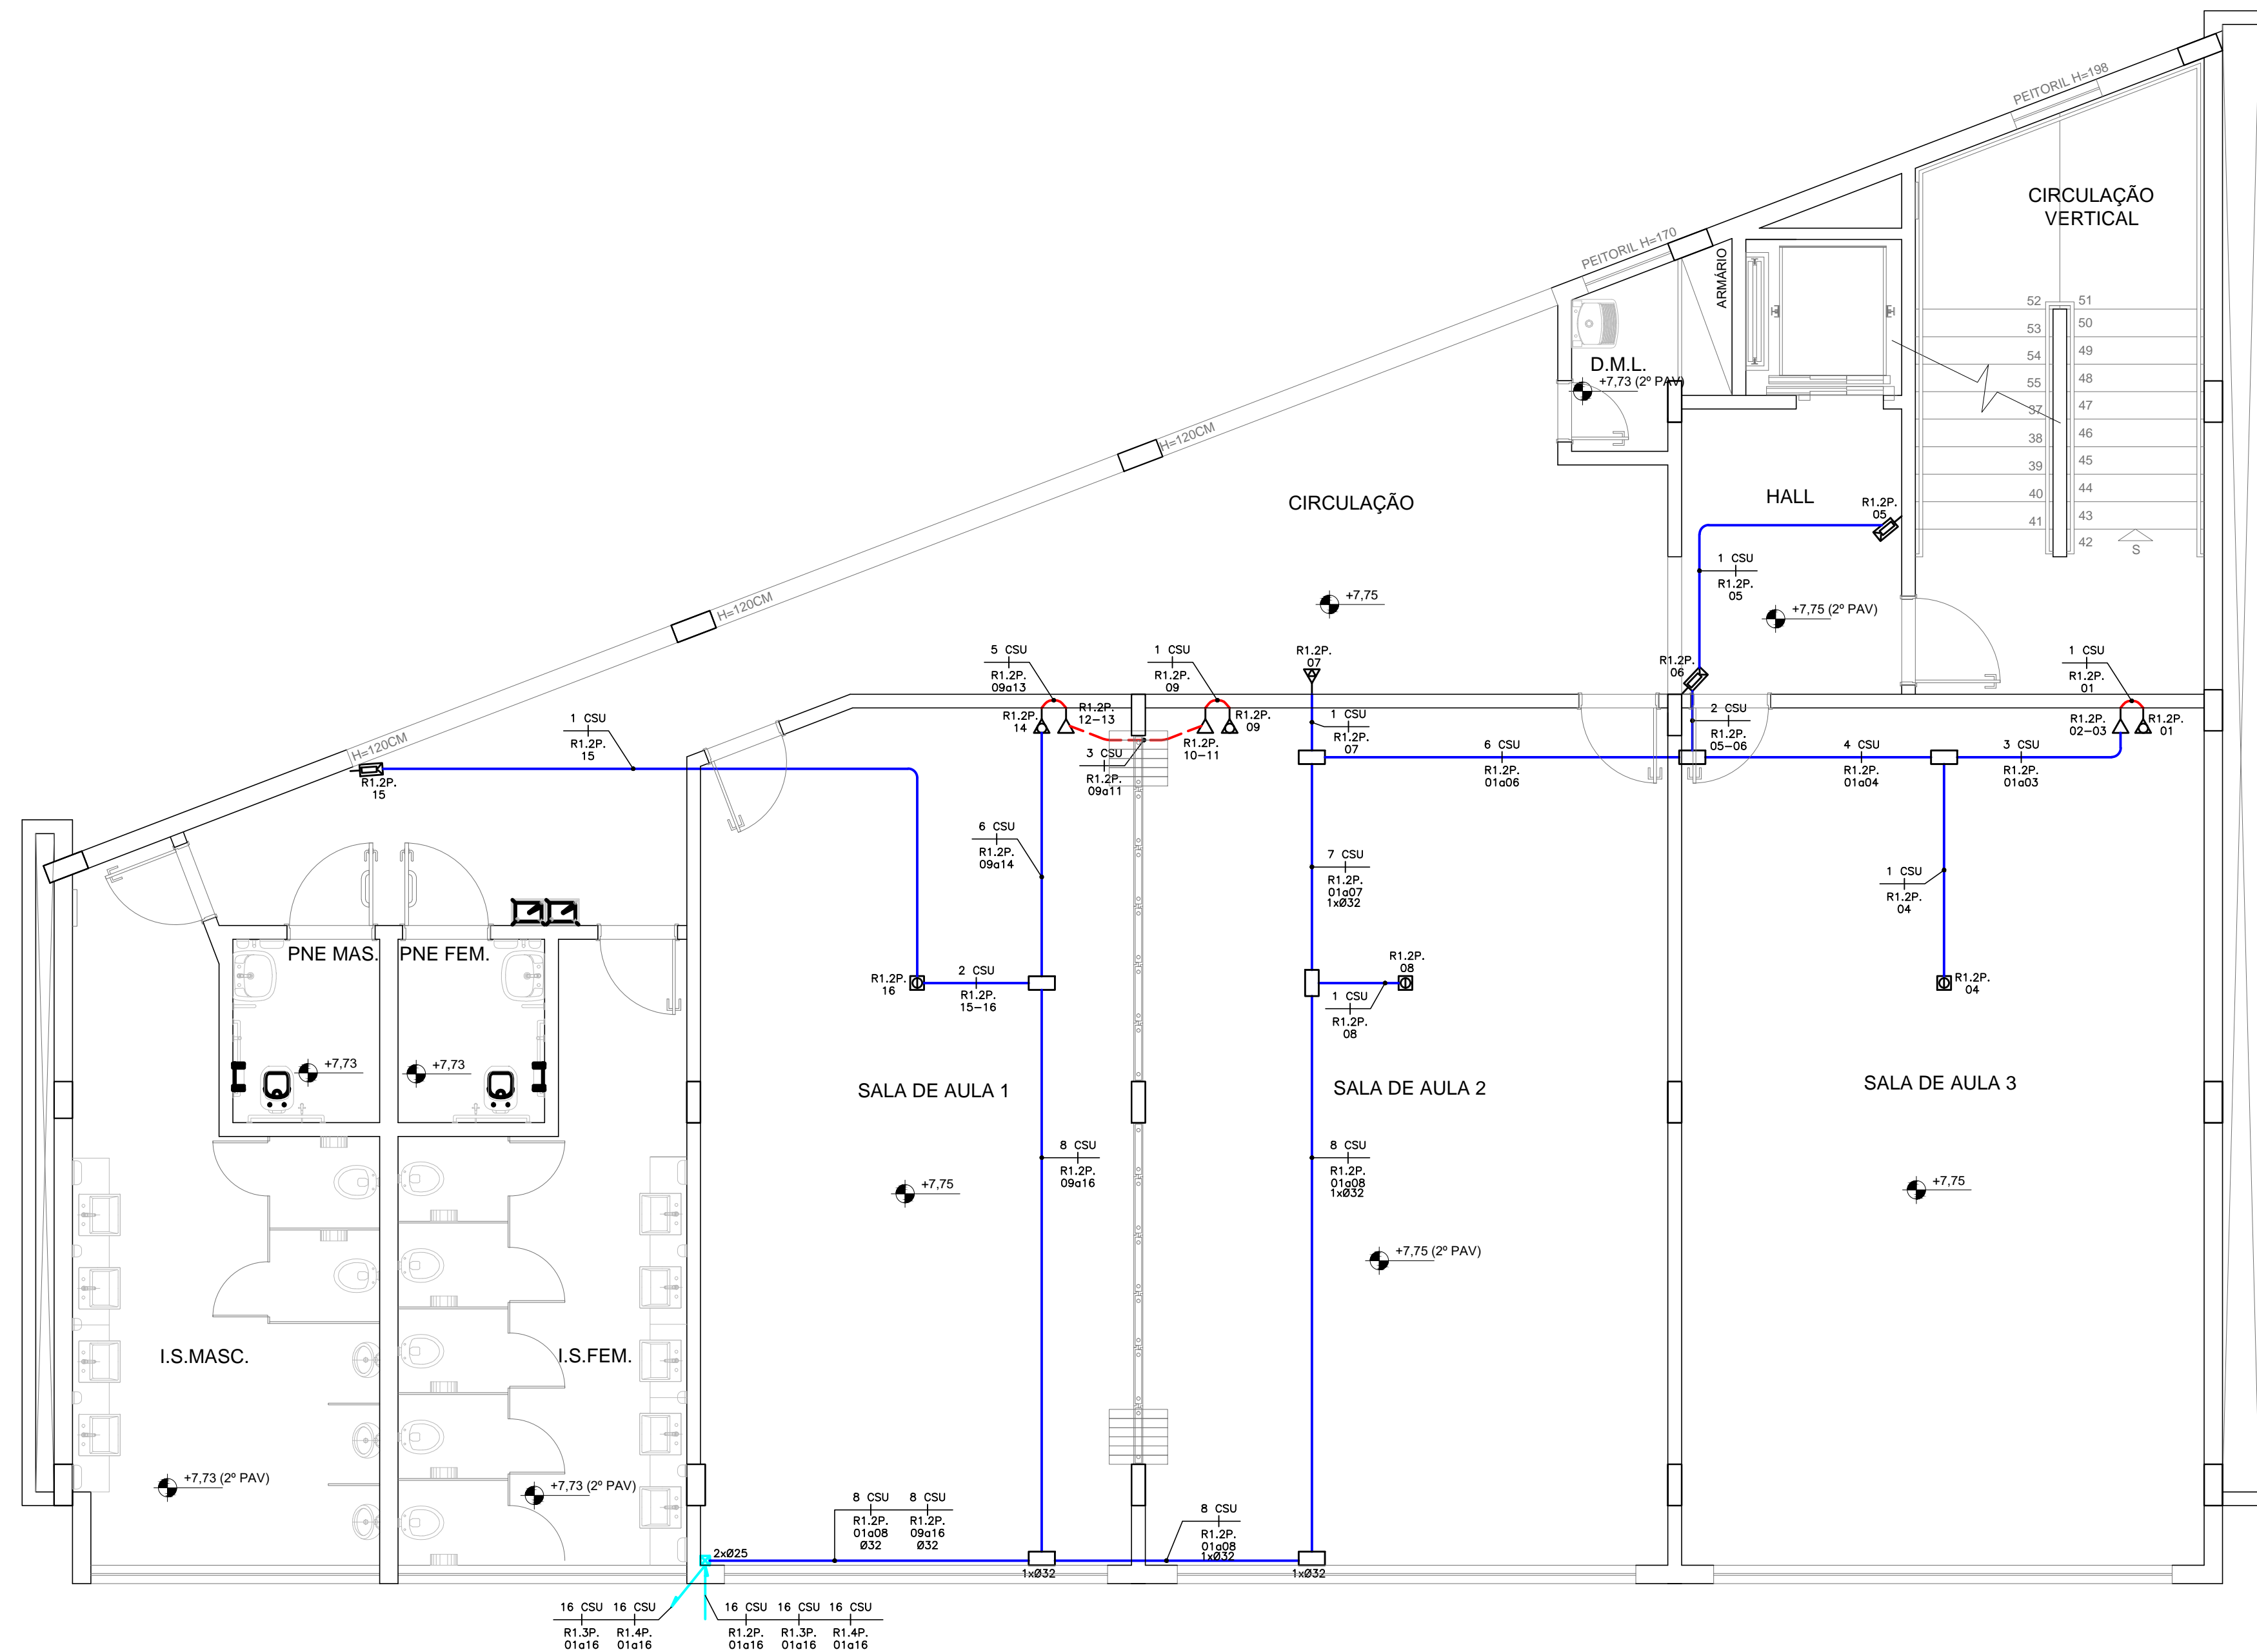 PEITORIL H=198
CIRCULAÇÃO
VERTICAL
PEITORIL H=170
ARMÁRIO
52
51
53
50
54
49
55
48
37
47
38
46
39
45
40
44
41
43
42
S
D.M.L.
+7,73 (2º PAV)
H=120CM
CIRCULAÇÃO
HALL
R1.2P.
05
1 CSU
R1.2P.
05
H=120CM
+7,75
+7,75 (2º PAV)
5 CSU
R1.2P.
09a13
1 CSU
R1.2P.
09
R1.2P.
07
R1.2P.
06
1 CSU
R1.2P.
01
H=120CM
1 CSU
R1.2P.
15
R1.2P.
14
R1.2P.
12-13
R1.2P.
09
1 CSU
R1.2P.
07
2 CSU
R1.2P.
05-06
R1.2P.
02-03
R1.2P.
01
3 CSU
R1.2P.
09a11
R1.2P.
10-11
6 CSU
R1.2P.
01a06
4 CSU
R1.2P.
01a04
3 CSU
R1.2P.
01a03
R1.2P.
15
6 CSU
R1.2P.
09a14
7 CSU
R1.2P.
01a07
1xØ32
1 CSU
R1.2P.
04
PNE MAS.
PNE FEM.
R1.2P.
16
2 CSU
R1.2P.
15-16
R1.2P.
08
1 CSU
R1.2P.
08
R1.2P.
04
+7,73
+7,73
SALA DE AULA 1
SALA DE AULA 2
SALA DE AULA 3
8 CSU
R1.2P.
09a16
8 CSU
R1.2P.
01a08
1xØ32
+7,75
+7,75
+7,75 (2º PAV)
I.S.MASC.
I.S.FEM.
+7,73 (2º PAV)
+7,73 (2º PAV)
8 CSU
R1.2P.
01a08
Ø32
8 CSU
R1.2P.
09a16
Ø32
8 CSU
R1.2P.
01a08
1xØ32
2xØ25
1xØ32
1xØ32
16 CSU
R1.3P.
01a16
16 CSU
R1.4P.
01a16
16 CSU
R1.2P.
01a16
16 CSU
R1.3P.
01a16
16 CSU
R1.4P.
01a16